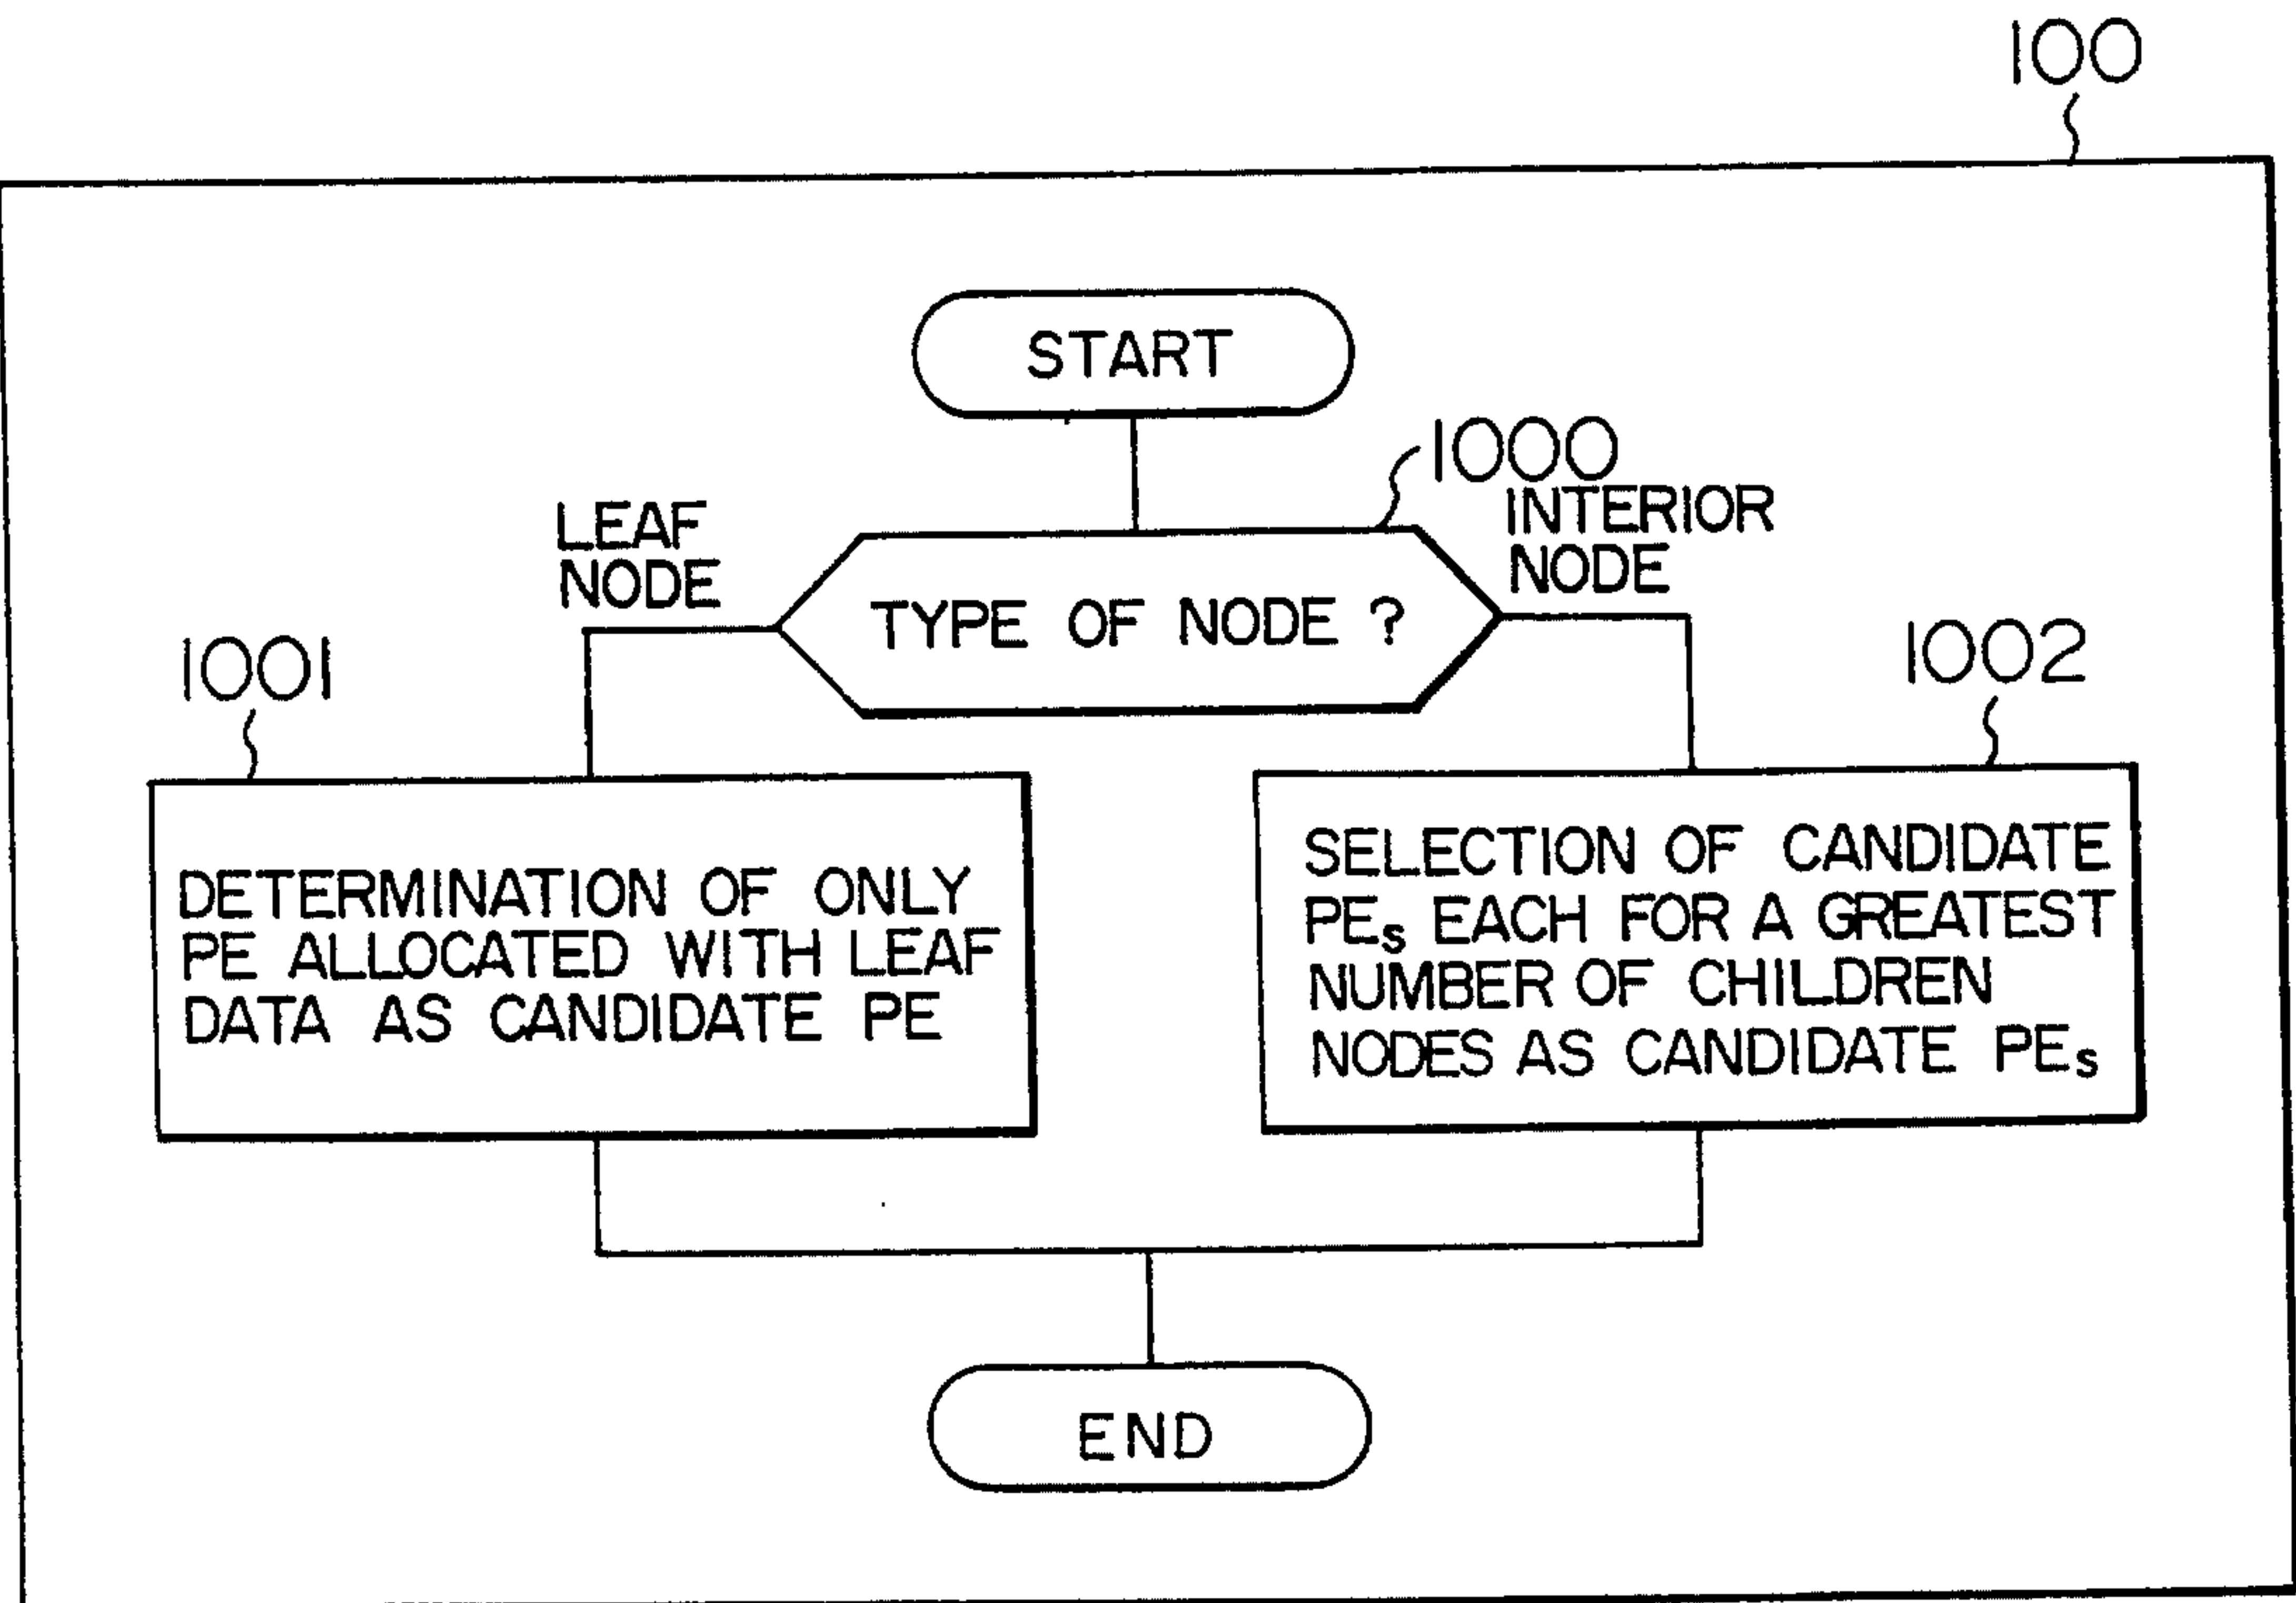 100
START
1000
LEAF
NODE
INTERIOR
NODE
TYPE OF NODE ?
1001
1002
DETERMINATION OF ONLY
PE ALLOCATED WITH LEAF
DATA AS CANDIDATE PE
SELECTION OF CANDIDATE
PEs EACH FOR A GREATEST
NUMBER OF CHILDREN
NODES AS CANDIDATE PEs
END